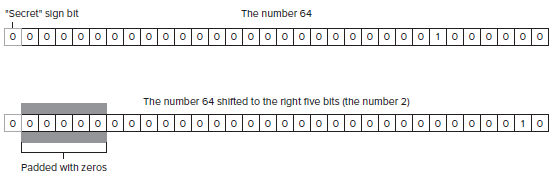 "Secret" sign bit The number 64
0 0 0 0 0 0 0 0 0 0 0 0 0 0 0 0 0 0 0 0 0 0 0 0 0 1 0 0 0 0 0 0
The number 64 shifted to the right five bits (the number 2)
0 0 0 0 0 0 0 0 0 0 0 0 0 0 0 0 0 0 0 0 0 0 0 0 0 0 0 0 0 0 1 0
Padded with zeros